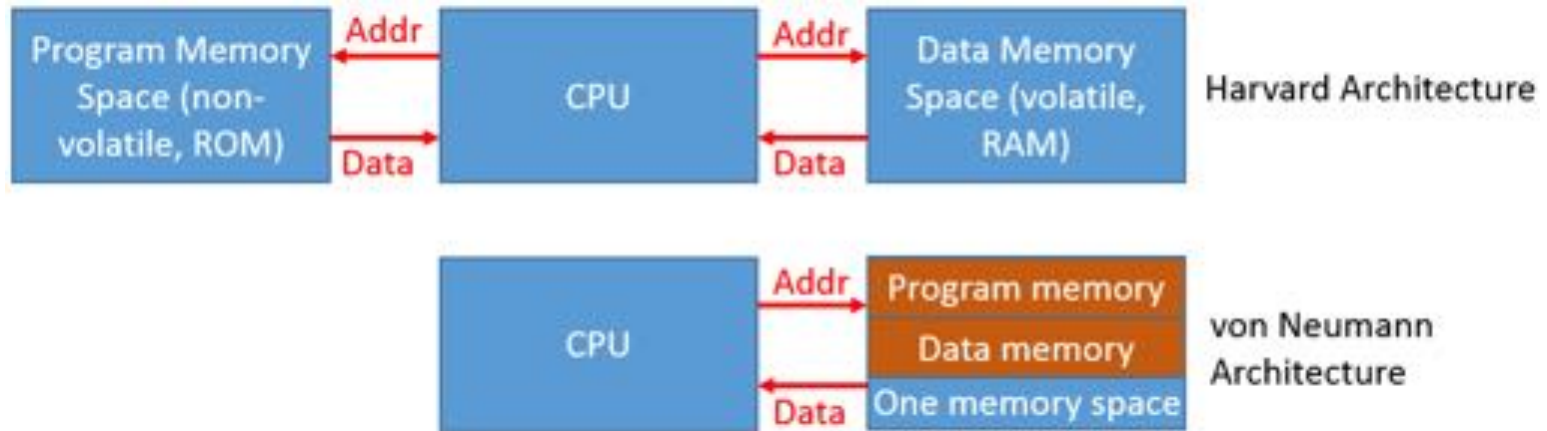 Program Memory
Space (non-
volatile, ROM)
Addr
Data
CPU
Addr
Data
Data Memory
Space (volatile,
RAM)
Harvard Architecture
CPU
Addr
Data
Program memory
Data memory
One memory space
von Neumann
Architecture